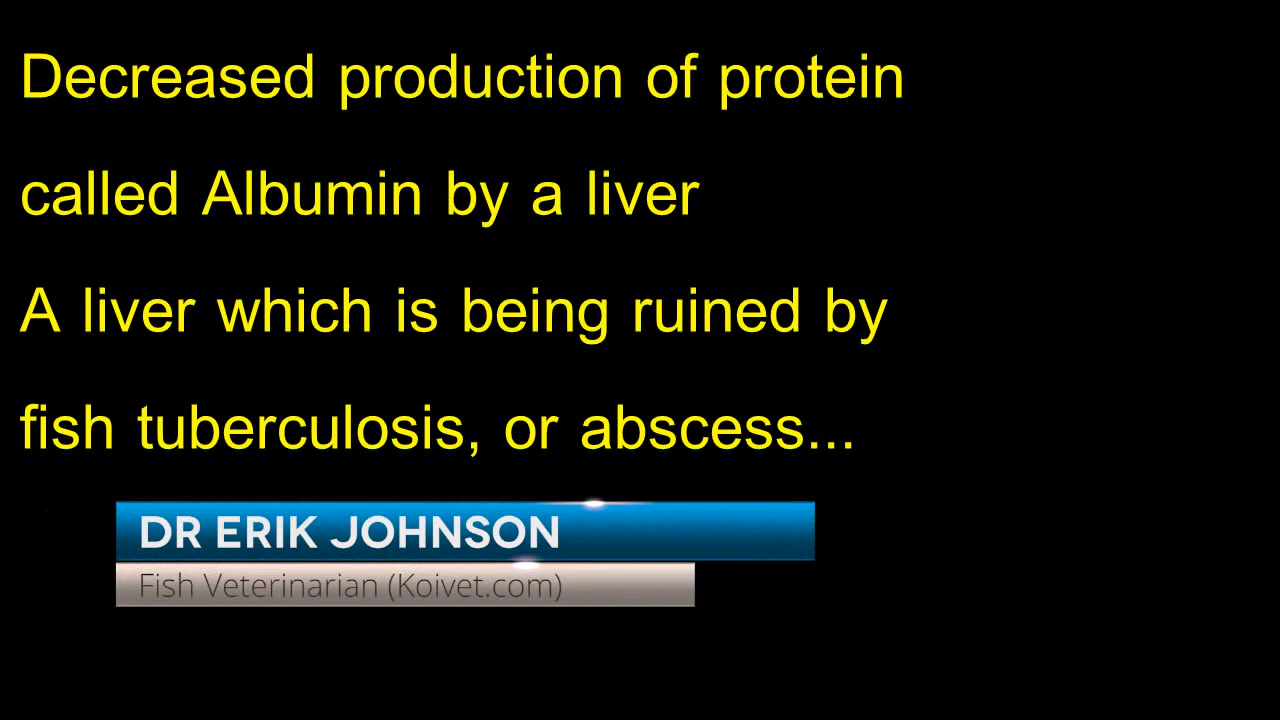 Decreased production of protein
called Albumin by a liver
A liver which is being ruined by
fish tuberculosis, or abscess...
DR ERIK JOHNSON
Fish Veterinarian (Koivet.com)